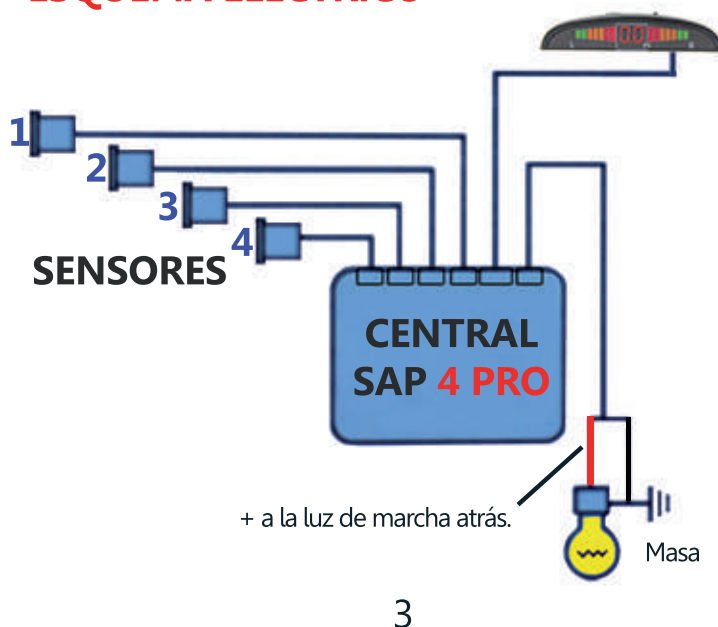 1
2
3
4
SENSORES
CENTRAL
SAP 4 PRO
+ a la luz de marcha atrás.
Masa
3